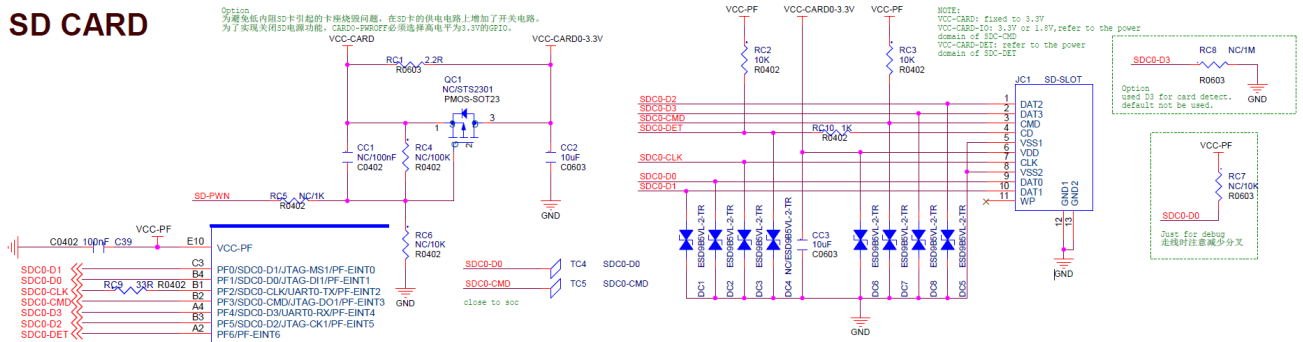 SD CARD
Option
为避免低内阻SD卡引起的卡座烧毁问题，在SD卡的供电电路上增加了开关电路。
为了实现关闭SD电源功能，CARD0-PWROFF必须选择高电平为3.3V的GPIO。
VCC-CARD
VCC-CARD0-3.3V
RC1
2.2R
R0603
QC1
NC/STS2301
PMOS-SOT23
1
3
2
S
D
G
CC1
NC/100nF
C0402
RC4
NC/100K
R0402
CC2
10uF
C0603
GND
SD-PWN
RC5
NC/1K
R0402
RC6
NC/10K
R0402
GND
VCC-PF
C0402 100nF C39
E10
VCC-PF
SDC0-D1
C3
PF0/SDC0-D1/JTAG-MS1/PF-EINT0
SDC0-D0
B4
PF1/SDC0-D0/JTAG-DI1/PF-EINT1
SDC0-CLK
RC9 33R R0402
B1
PF2/SDC0-CLK/UART0-TX/PF-EINT2
SDC0-CMD
B2
PF3/SDC0-CMD/JTAG-DO1/PF-EINT3
SDC0-D3
A4
PF4/SDC0-D3/UART0-RX/PF-EINT4
SDC0-D2
B3
PF5/SDC0-D2/JTAG-CK1/PF-EINT5
SDC0-DET
A2
PF6/PF-EINT6
SDC0-D0
TC4
SDC0-D0
SDC0-CMD
TC5
SDC0-CMD
close to soc
VCC-PF
VCC-CARD0-3.3V
VCC-PF
RC2
10K
R0402
RC3
10K
R0402
NOTE:
VCC-CARD: fixed to 3.3V
VCC-CARD-IO: 3.3V or 1.8V,refer to the power
domain of SDC-CMD
VCC-CARD-DET: refer to the power
domain of SDC-DET
SDC0-D2
SDC0-D3
SDC0-CMD
SDC0-DET
RC10 1K
R0402
SDC0-CLK
SDC0-D0
SDC0-D1
JC1
SD-SLOT
1
DAT2
2
DAT3
3
CMD
4
CD
5
VSS1
6
VDD
7
CLK
8
VSS2
9
DAT0
10
DAT1
11
WP
GND1
GND2
12
13
GND
DC1
ESD9B5VL-2-TR
DC2
ESD9B5VL-2-TR
DC3
ESD9B5VL-2-TR
DC4
NC/ESD9B5VL-2-TR
CC3
10uF
C0603
DC6
ESD9B5VL-2-TR
DC7
ESD9B5VL-2-TR
DC8
ESD9B5VL-2-TR
DC5
ESD9B5VL-2-TR
GND
SDC0-D3
RC8
NC/1M
R0603
GND
Option
used D3 for card detect.
default not be used.
VCC-PF
RC7
NC/10K
R0603
SDC0-D0
Just for debug
走线时注意减少分叉